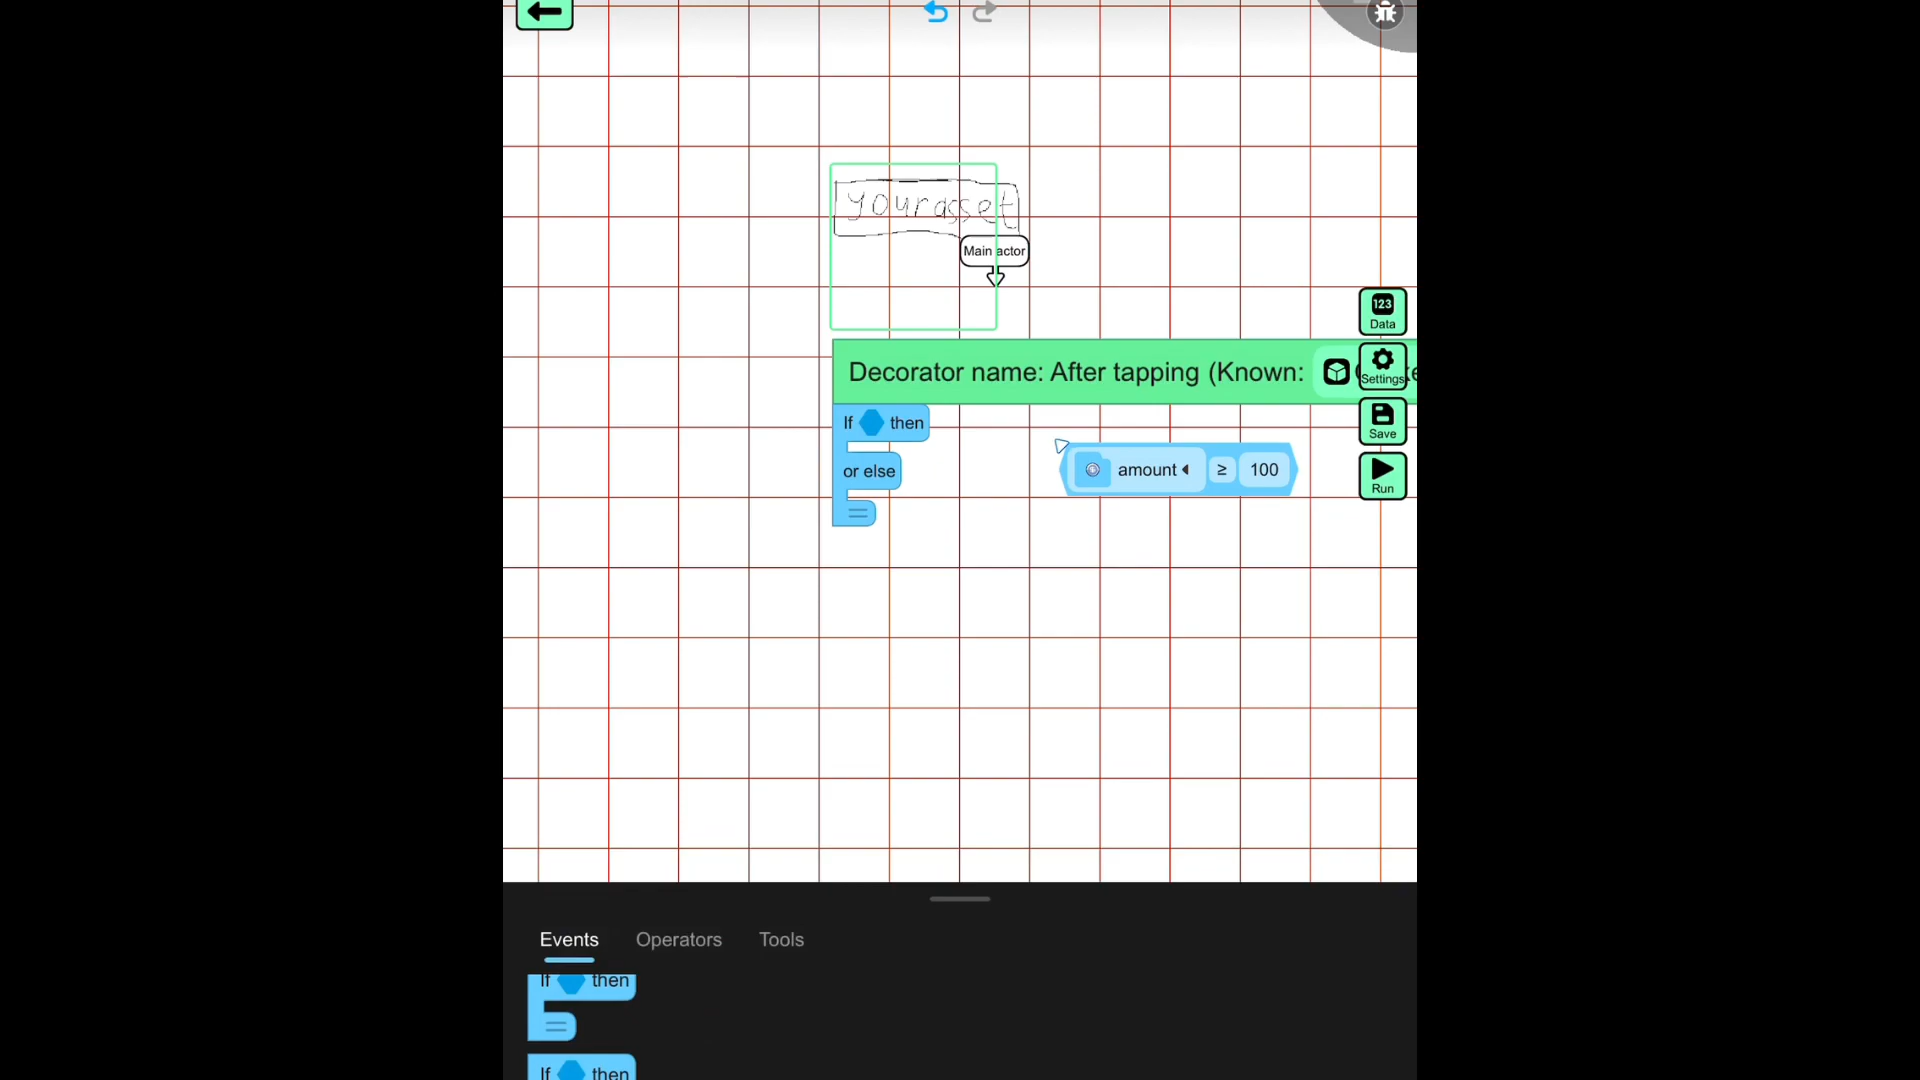 yourasset
Main actor
123
Data
Decorator name: After tapping (Known:
Settings
If then
Save
or else
amount ≥ 100
Run
Events Operators Tools
If then
If then